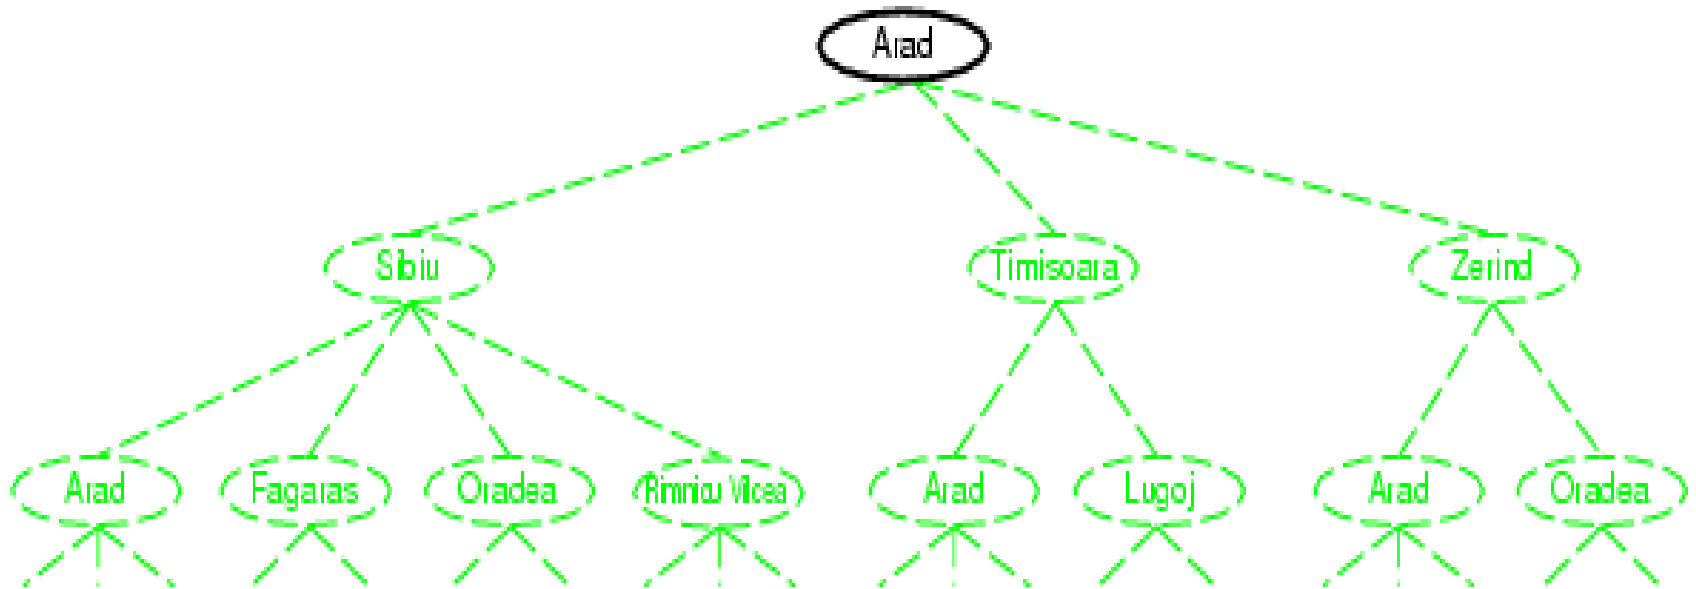 Arad
Sibiu
Timisoara
Zerind
Arad
Fagaras
Oradea
Rimnicu Vilcea
Arad
Lugoj
Arad
Oradea